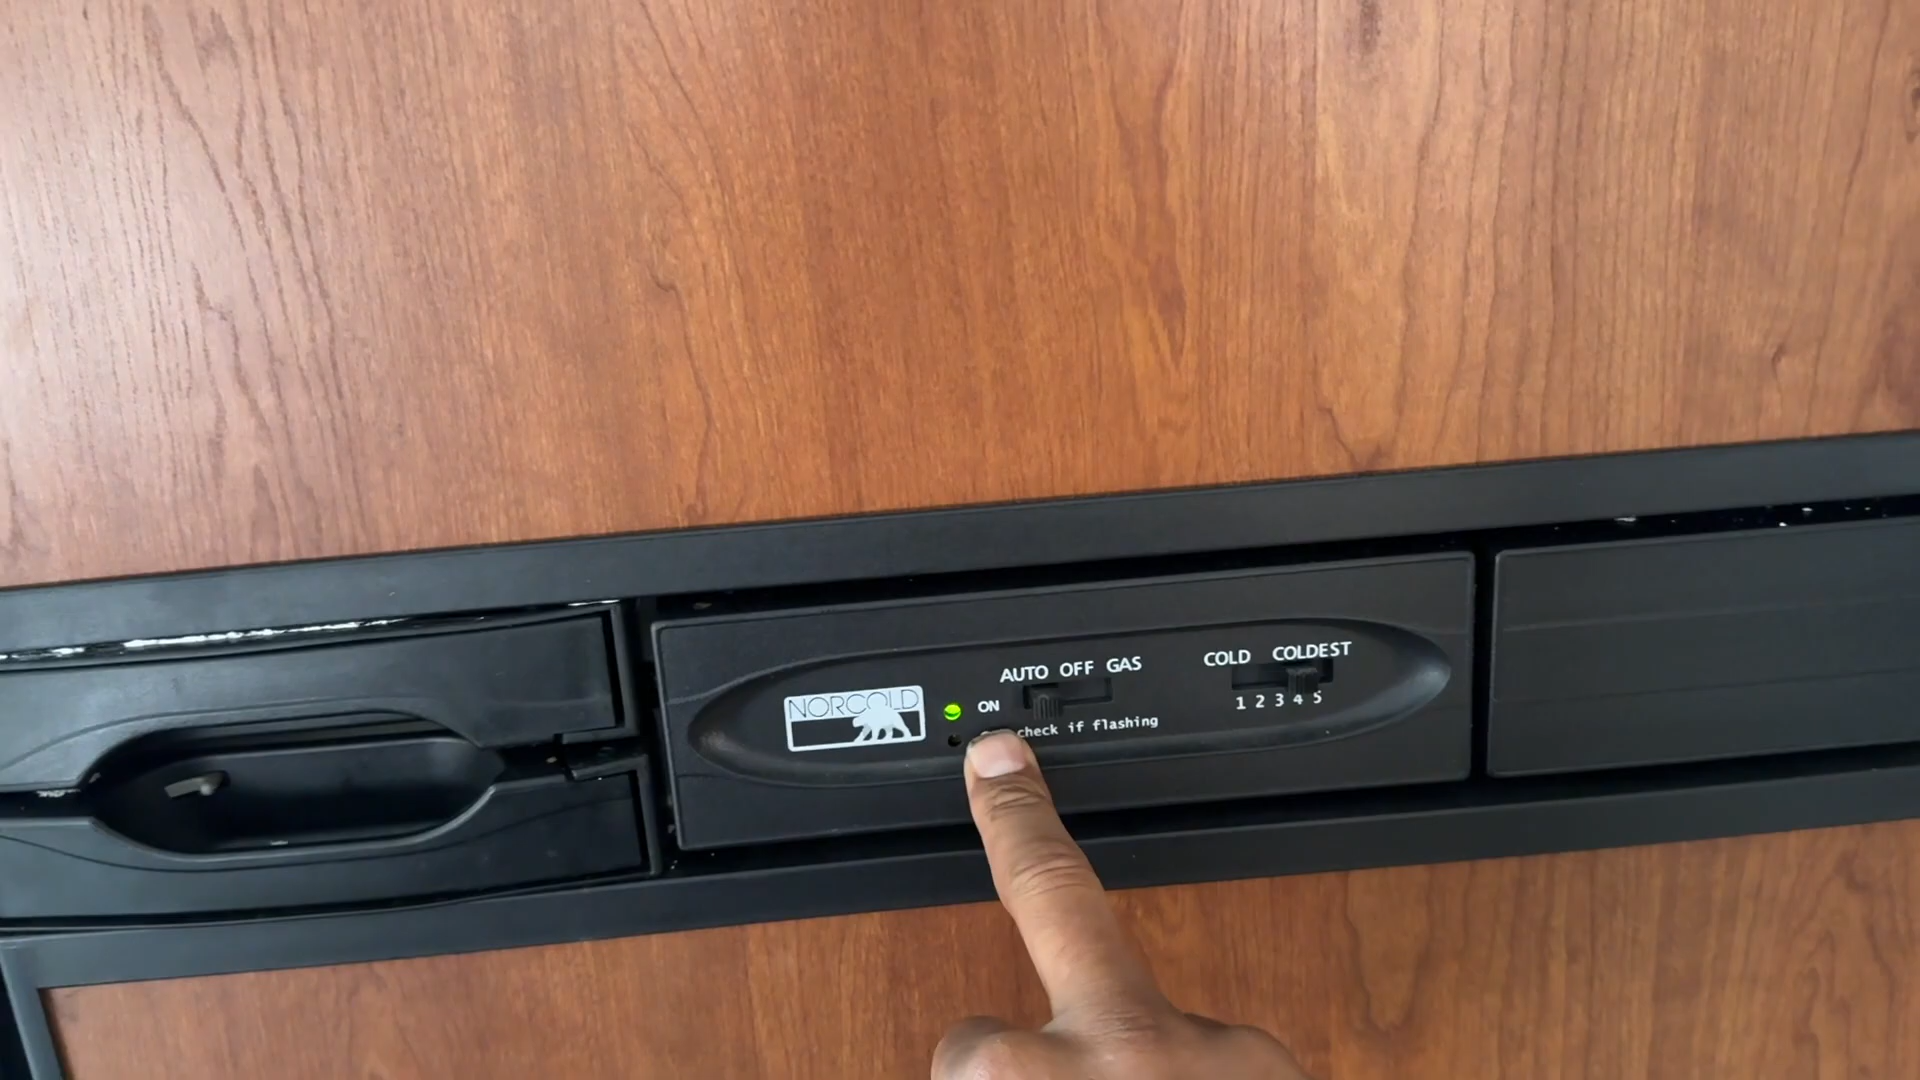 NORCOLD
AUTO OFF GAS
ON
check if flashing
COLD COLDEST
1 2 3 4 5